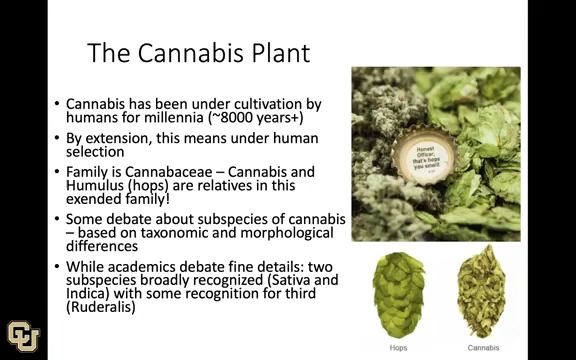 The Cannabis Plant
• Cannabis has been under cultivation by
humans for millennia (~8000 years+)
• By extension, this means under human
selection
• Family is Cannabaceae – Cannabis and
Humulus (hops) are relatives in this
exended family!
• Some debate about subspecies of cannabis
– based on taxonomic and morphological
differences
• While academics debate fine details: two
subspecies broadly recognized (Sativa and
Indica) with some recognition for third
(Ruderalis)
Honest
Officer,
that's hops
you smell!
Hops
Cannabis
CU